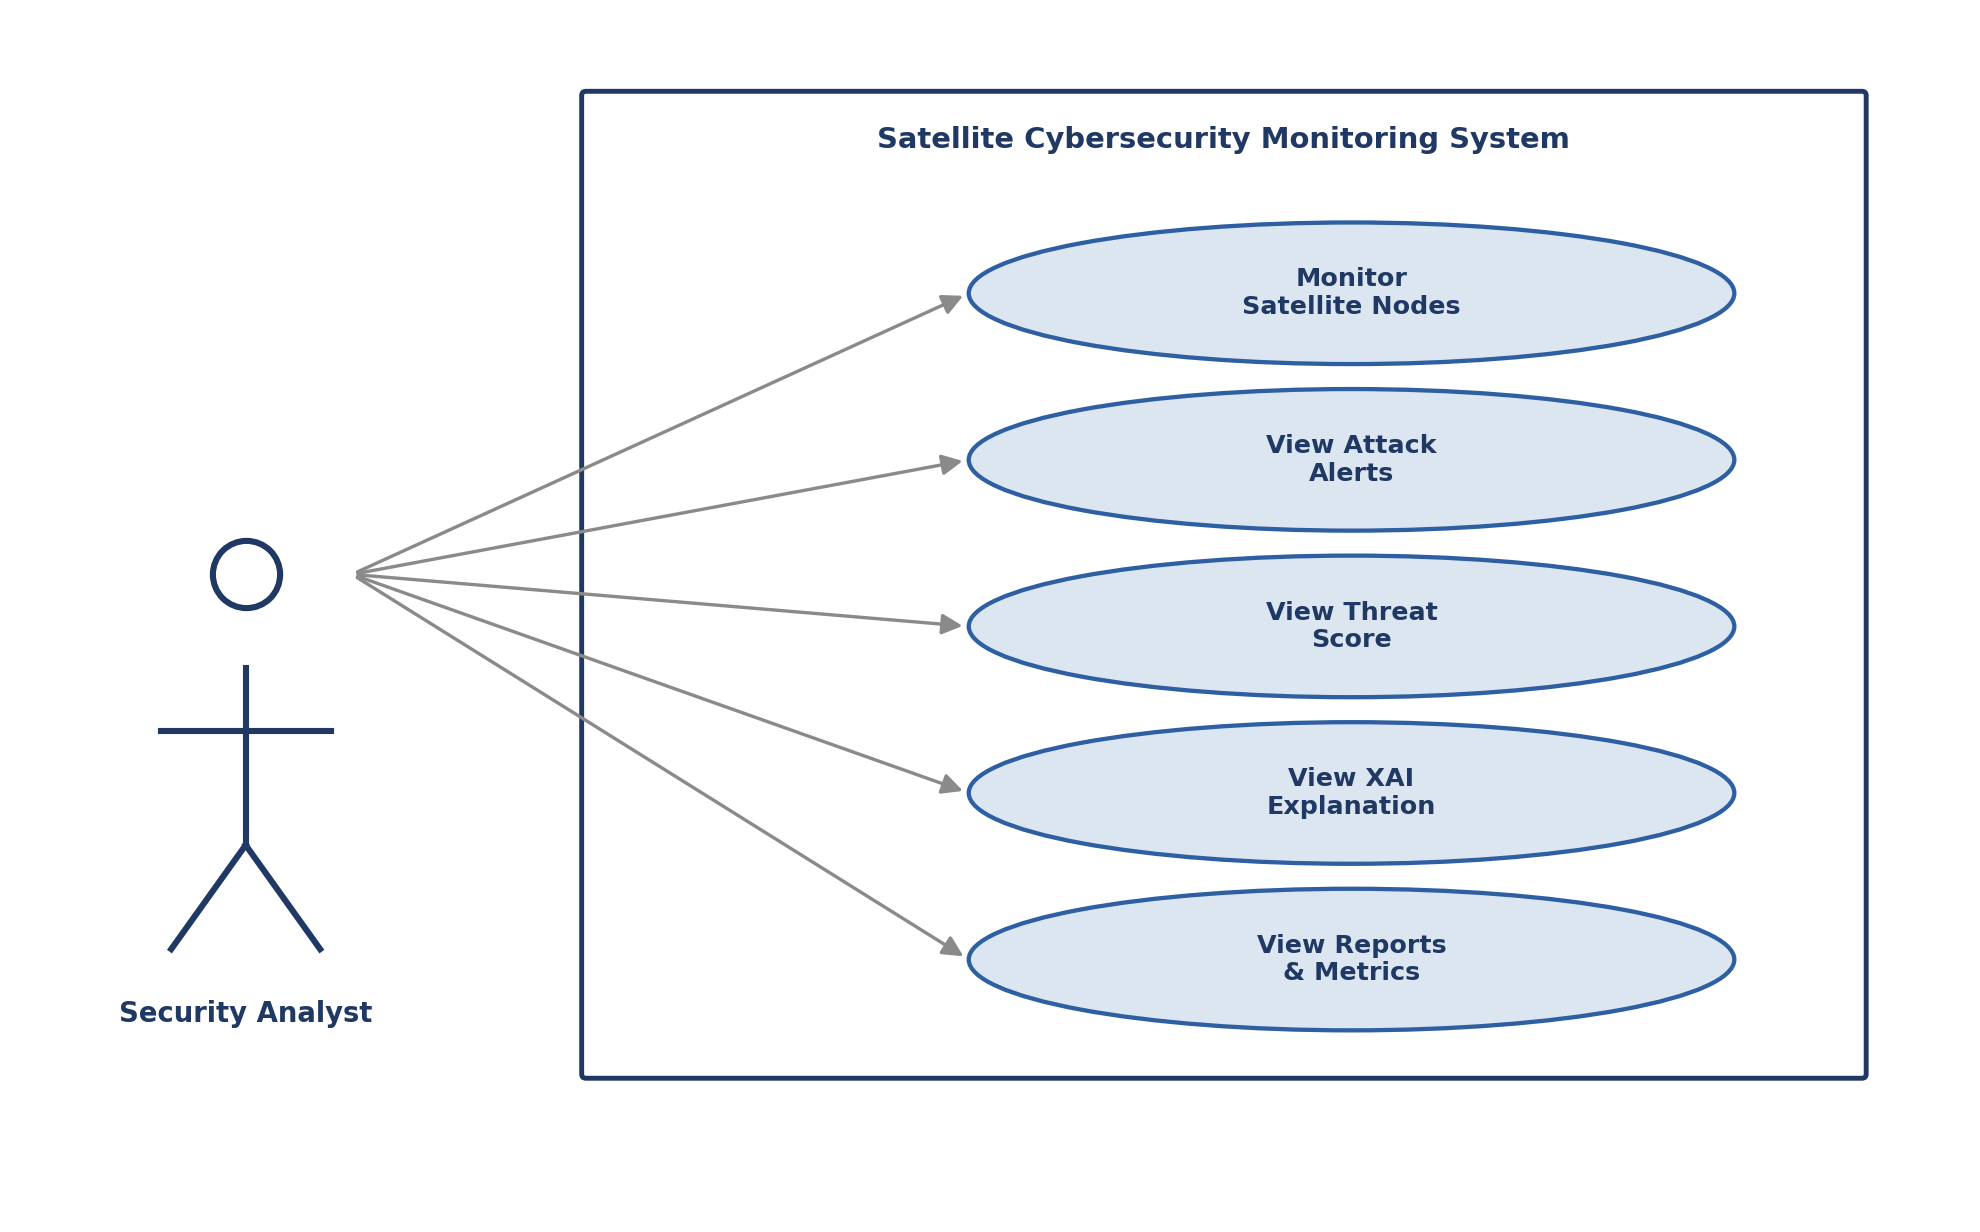 Satellite Cybersecurity Monitoring System
Monitor
Satellite Nodes
View Attack
Alerts
View Threat
Score
View XAI
Explanation
View Reports
& Metrics
Security Analyst